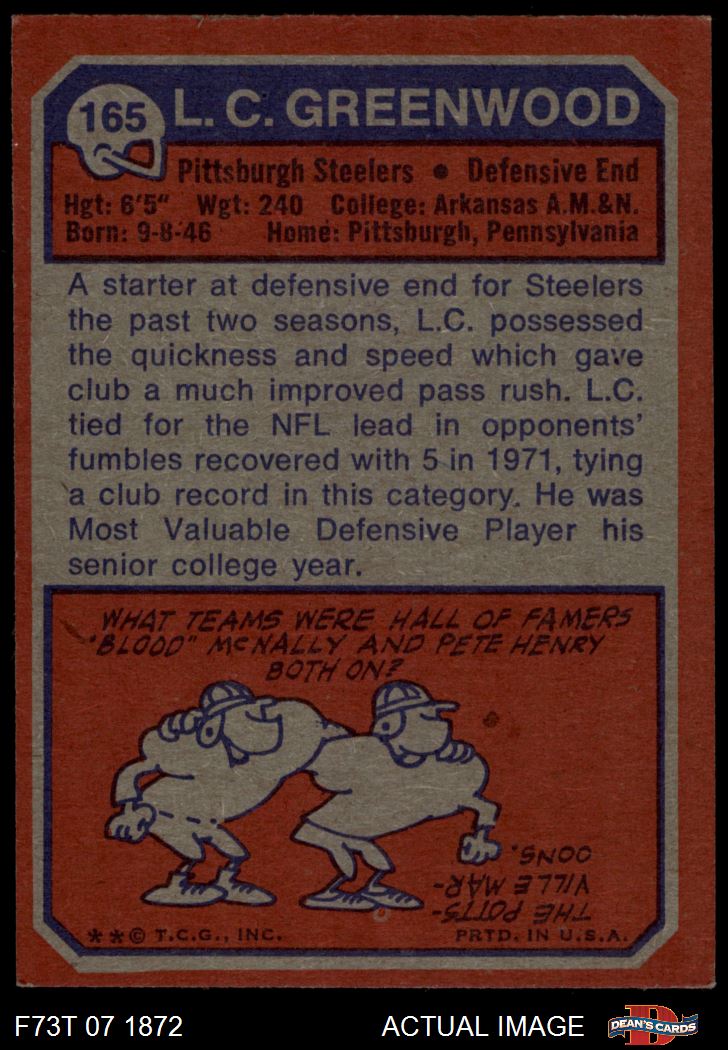 165
L. C. GREENWOOD
Pittsburgh Steelers • Defensive End
Hgt: 6'5" Wgt: 240 College: Arkansas A.M.&N.
Born: 9-8-46 Home: Pittsburgh, Pennsylvania
A starter at defensive end for Steelers
the past two seasons, L.C. possessed
the quickness and speed which gave
club a much improved pass rush. L.C.
tied for the NFL lead in opponents'
fumbles recovered with 5 in 1971, tying
a club record in this category. He was
Most Valuable Defensive Player his
senior college year.
WHAT TEAMS WERE HALL OF FAMERS
"BLOOD" McNALLY AND PETE HENRY
BOTH ON?
THE POTTS-
VILLE MAR-
OONS.
**© T.C.G., INC.
PRTD. IN U.S.A.
F73T 07 1872
ACTUAL IMAGE
D
DEAN'S CARDS